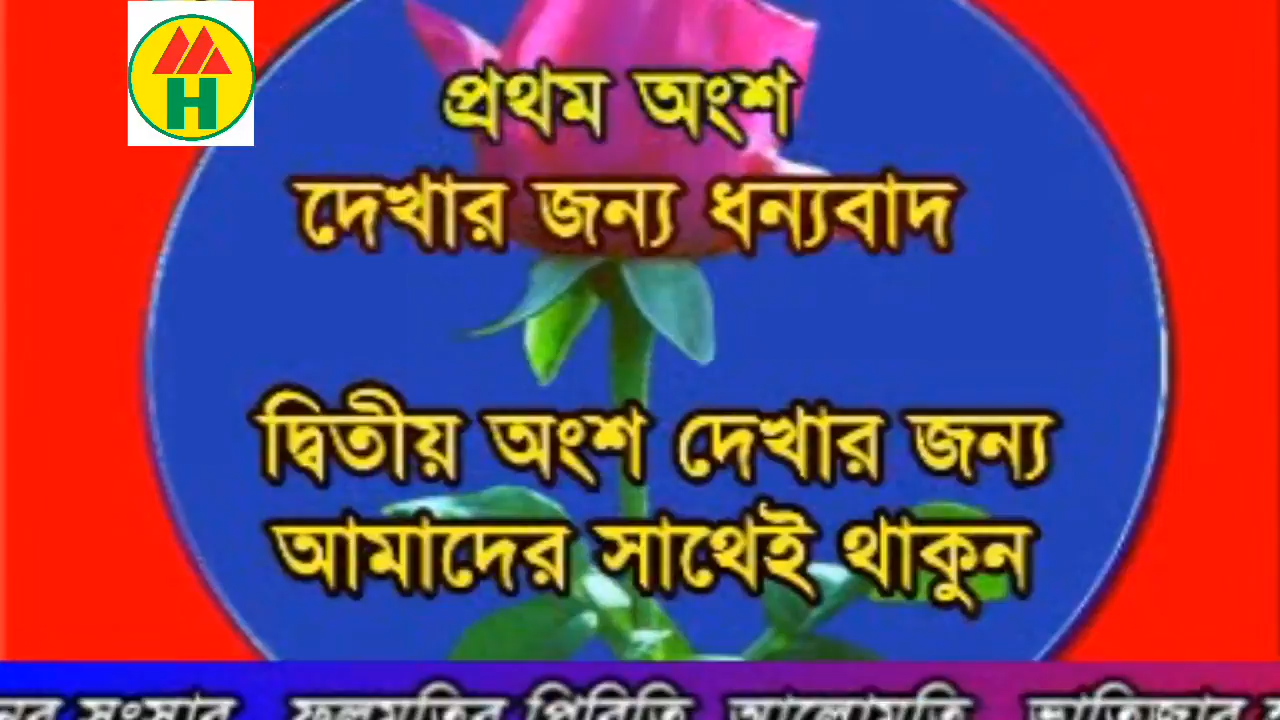 H
প্রথম অংশ
দেখার জন্য ধন্যবাদ
দ্বিতীয় অংশ দেখার জন্য
আমাদের সাথেই থাকুন
সংসার ফুলমতির পিরিতি আলোমতি